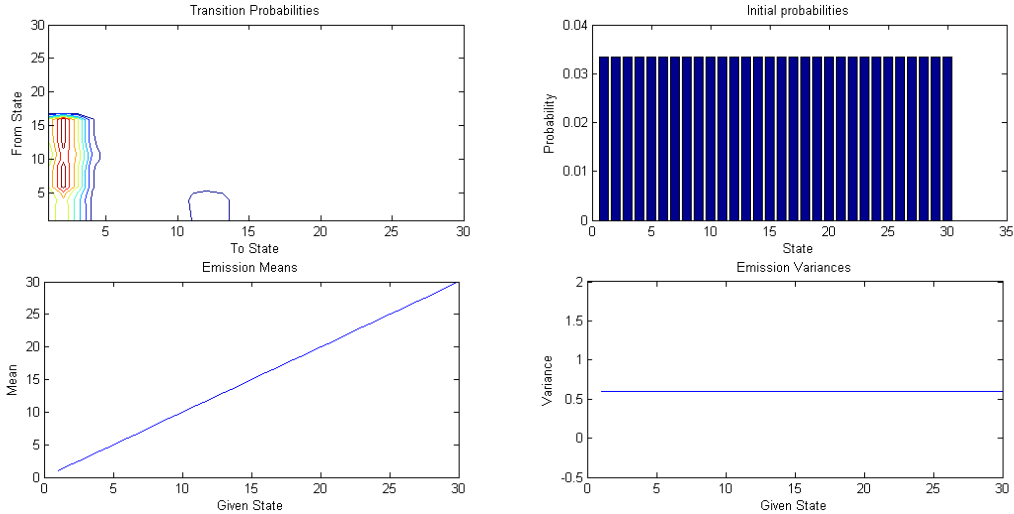 Transition Probabilities
30
25
20
15
10
5
From State
5 10 15 20 25 30
To State
Initial probabilities
0.04
0.03
0.02
0.01
0
Probability
0 5 10 15 20 25 30 35
State
Emission Means
30
25
20
15
10
5
0
Mean
0 5 10 15 20 25 30
Given State
Emission Variances
2
1.5
1
0.5
0
-0.5
Variance
0 5 10 15 20 25 30
Given State